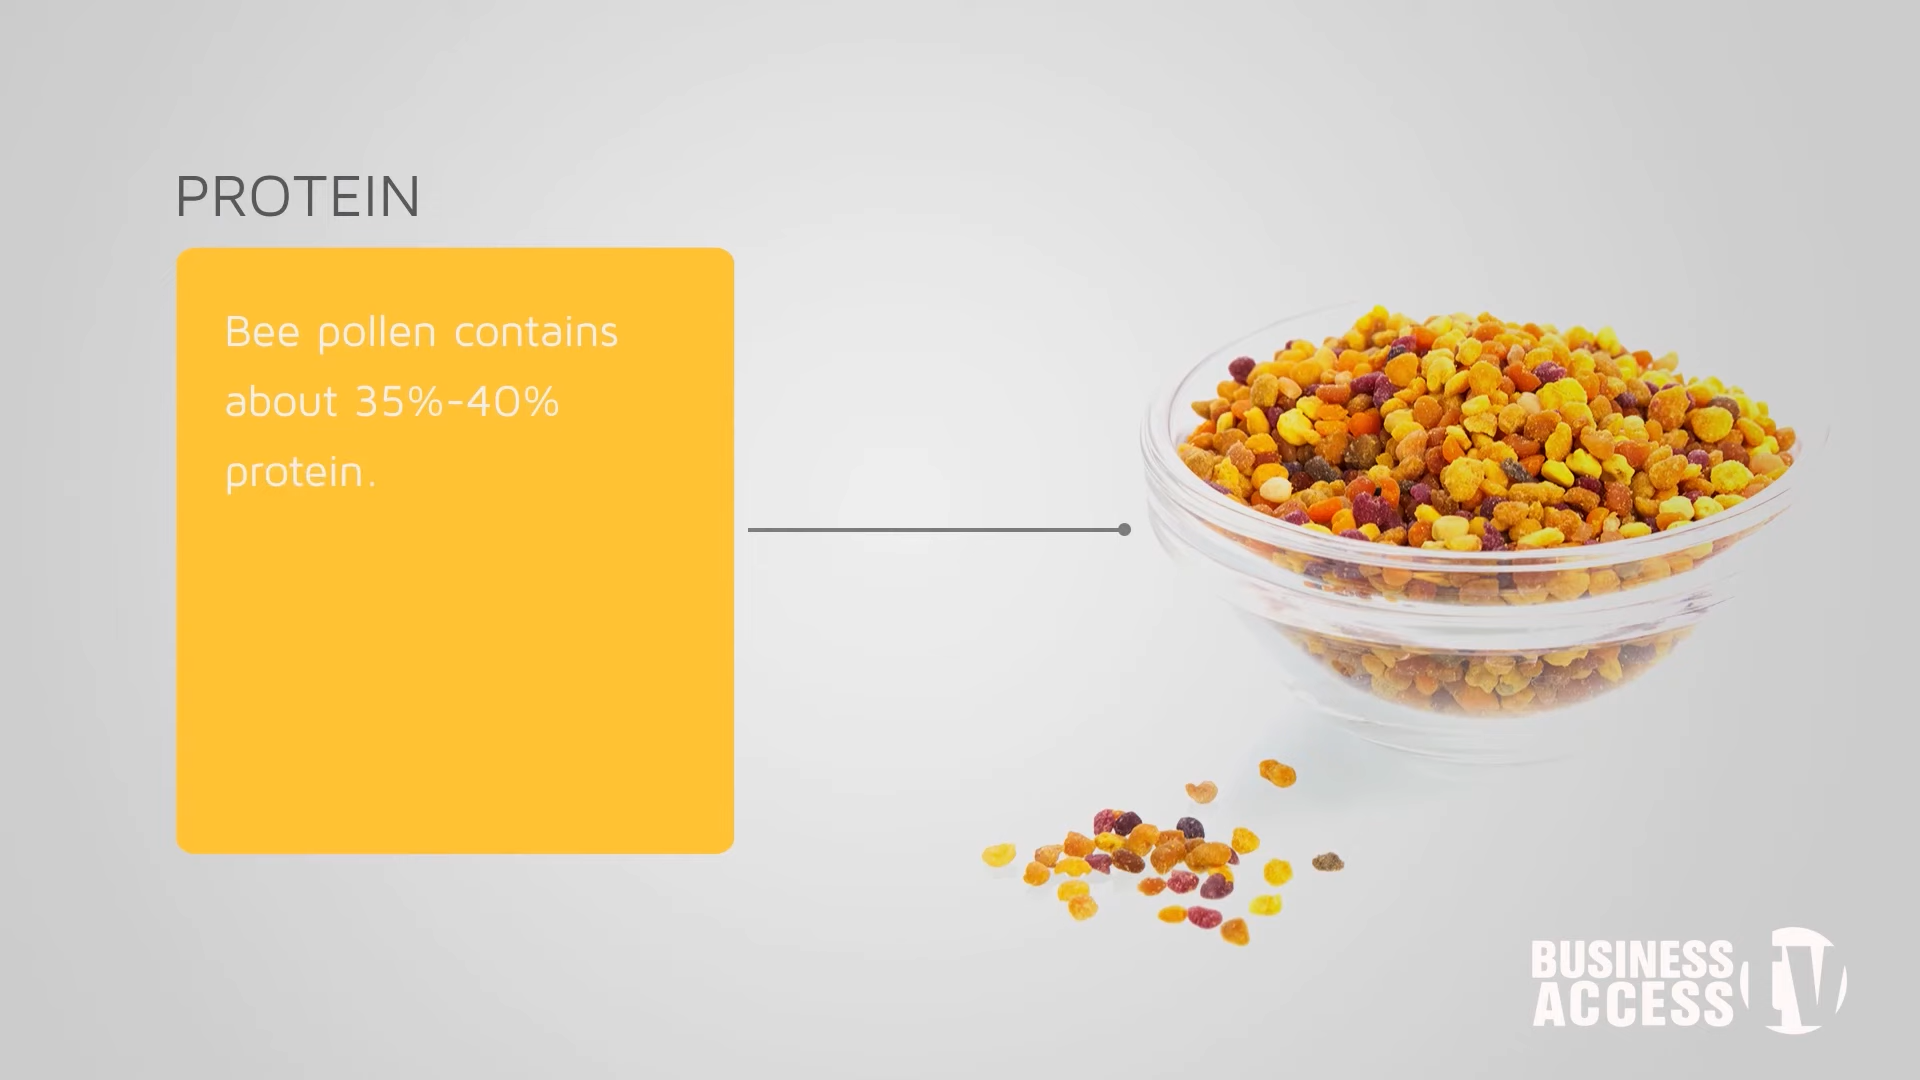 PROTEIN
Bee pollen contains
about 35%-40%
protein.
BUSINESS
ACCESS
TV